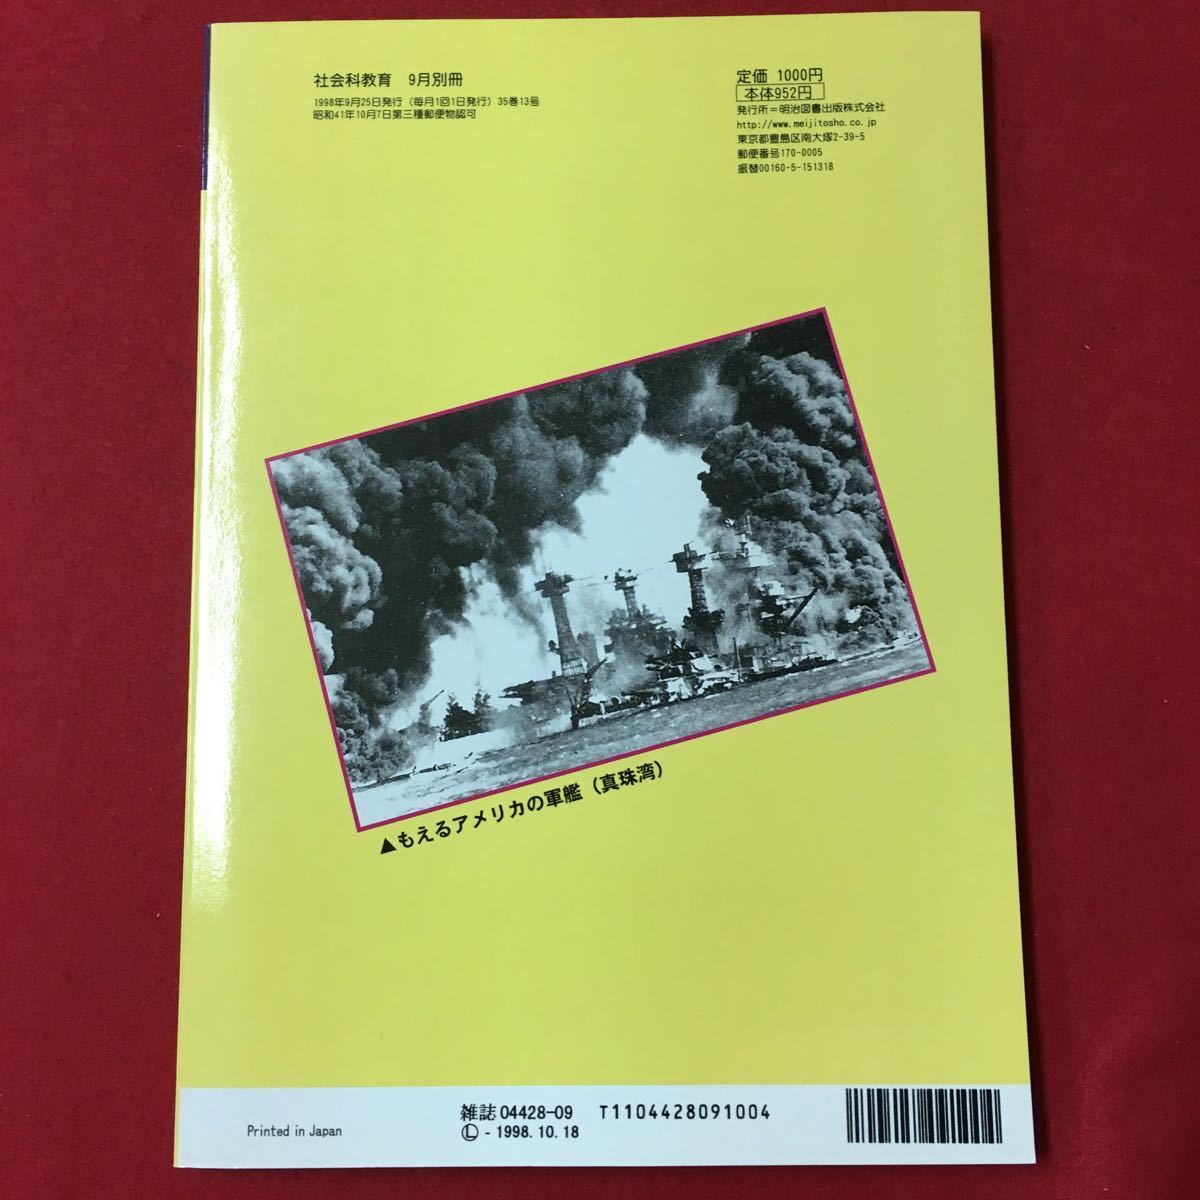 社会科教育 9月別冊
1998年9月25日発行（毎月1回1日発行）35巻13号
昭和41年10月7日第三種郵便物認可
定価 1000円
本体952円
発行所＝明治図書出版株式会社
http://www.meijitosho.co.jp
東京都豊島区南大塚2-39-5
郵便番号170-0005
振替00160-5-151318
▲もえるアメリカの軍艦（真珠湾）
Printed in Japan
雑誌 04428-09 T1104428091004
Ⓛ-1998.10.18